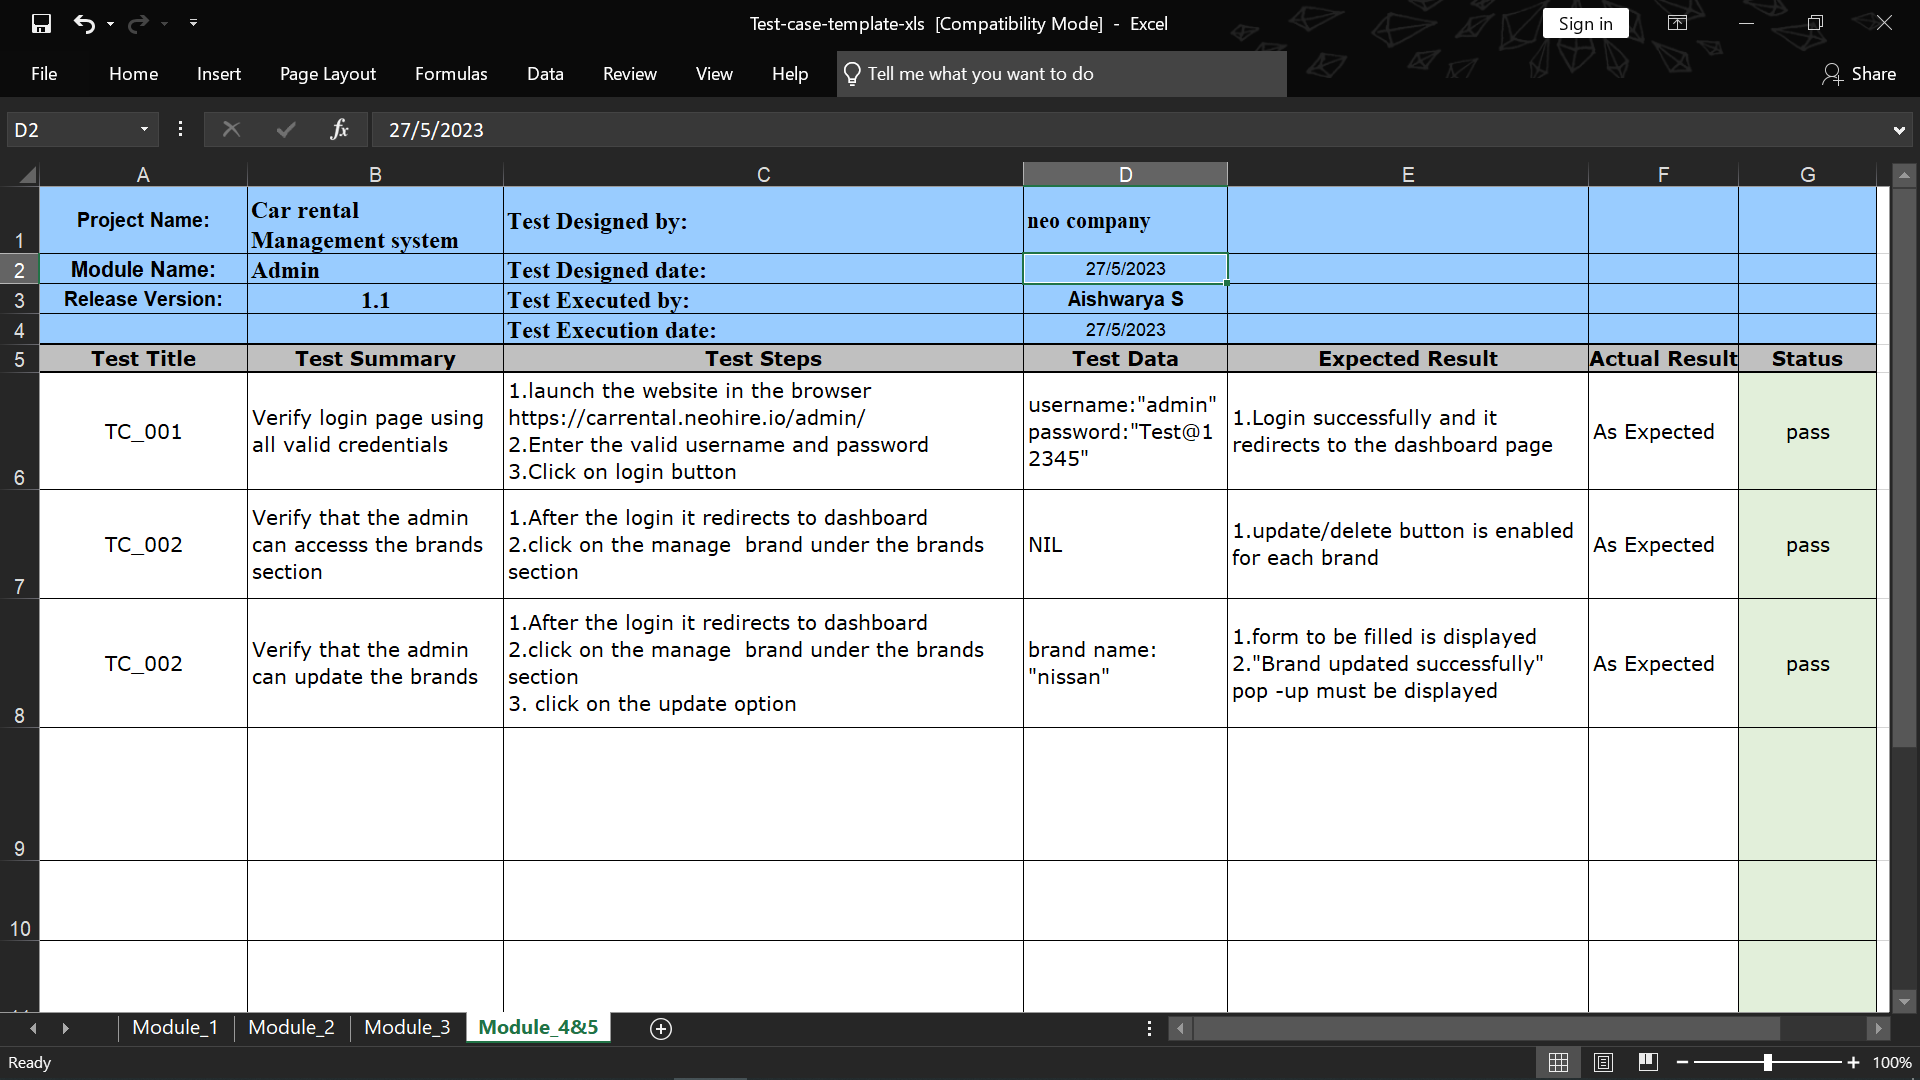 Test-case-template-xls  [Compatibility Mode]  -  Excel
Sign in
File
Home
Insert
Page Layout
Formulas
Data
Review
View
Help
Tell me what you want to do
Share
D2
fx
27/5/2023
A
B
C
D
E
F
G
1
Project Name:
Car rental
Management system
Test Designed by:
neo company
2
Module Name:
Admin
Test Designed date:
27/5/2023
3
Release Version:
1.1
Test Executed by:
Aishwarya S
4
Test Execution date:
27/5/2023
5
Test Title
Test Summary
Test Steps
Test Data
Expected Result
Actual Result
Status
6
TC_001
Verify login page using
all valid credentials
1.launch the website in the browser
https://carrental.neohire.io/admin/
2.Enter the valid username and password
3.Click on login button
username:"admin"
password:"Test@1
2345"
1.Login successfully and it
redirects to the dashboard page
As Expected
pass
7
TC_002
Verify that the admin
can accesss the brands
section
1.After the login it redirects to dashboard
2.click on the manage  brand under the brands
section
NIL
1.update/delete button is enabled
for each brand
As Expected
pass
8
TC_002
Verify that the admin
can update the brands
1.After the login it redirects to dashboard
2.click on the manage  brand under the brands
section
3. click on the update option
brand name:
"nissan"
1.form to be filled is displayed
2."Brand updated successfully"
pop -up must be displayed
As Expected
pass
9
10
Module_1
Module_2
Module_3
Module_4&5
Ready
100%